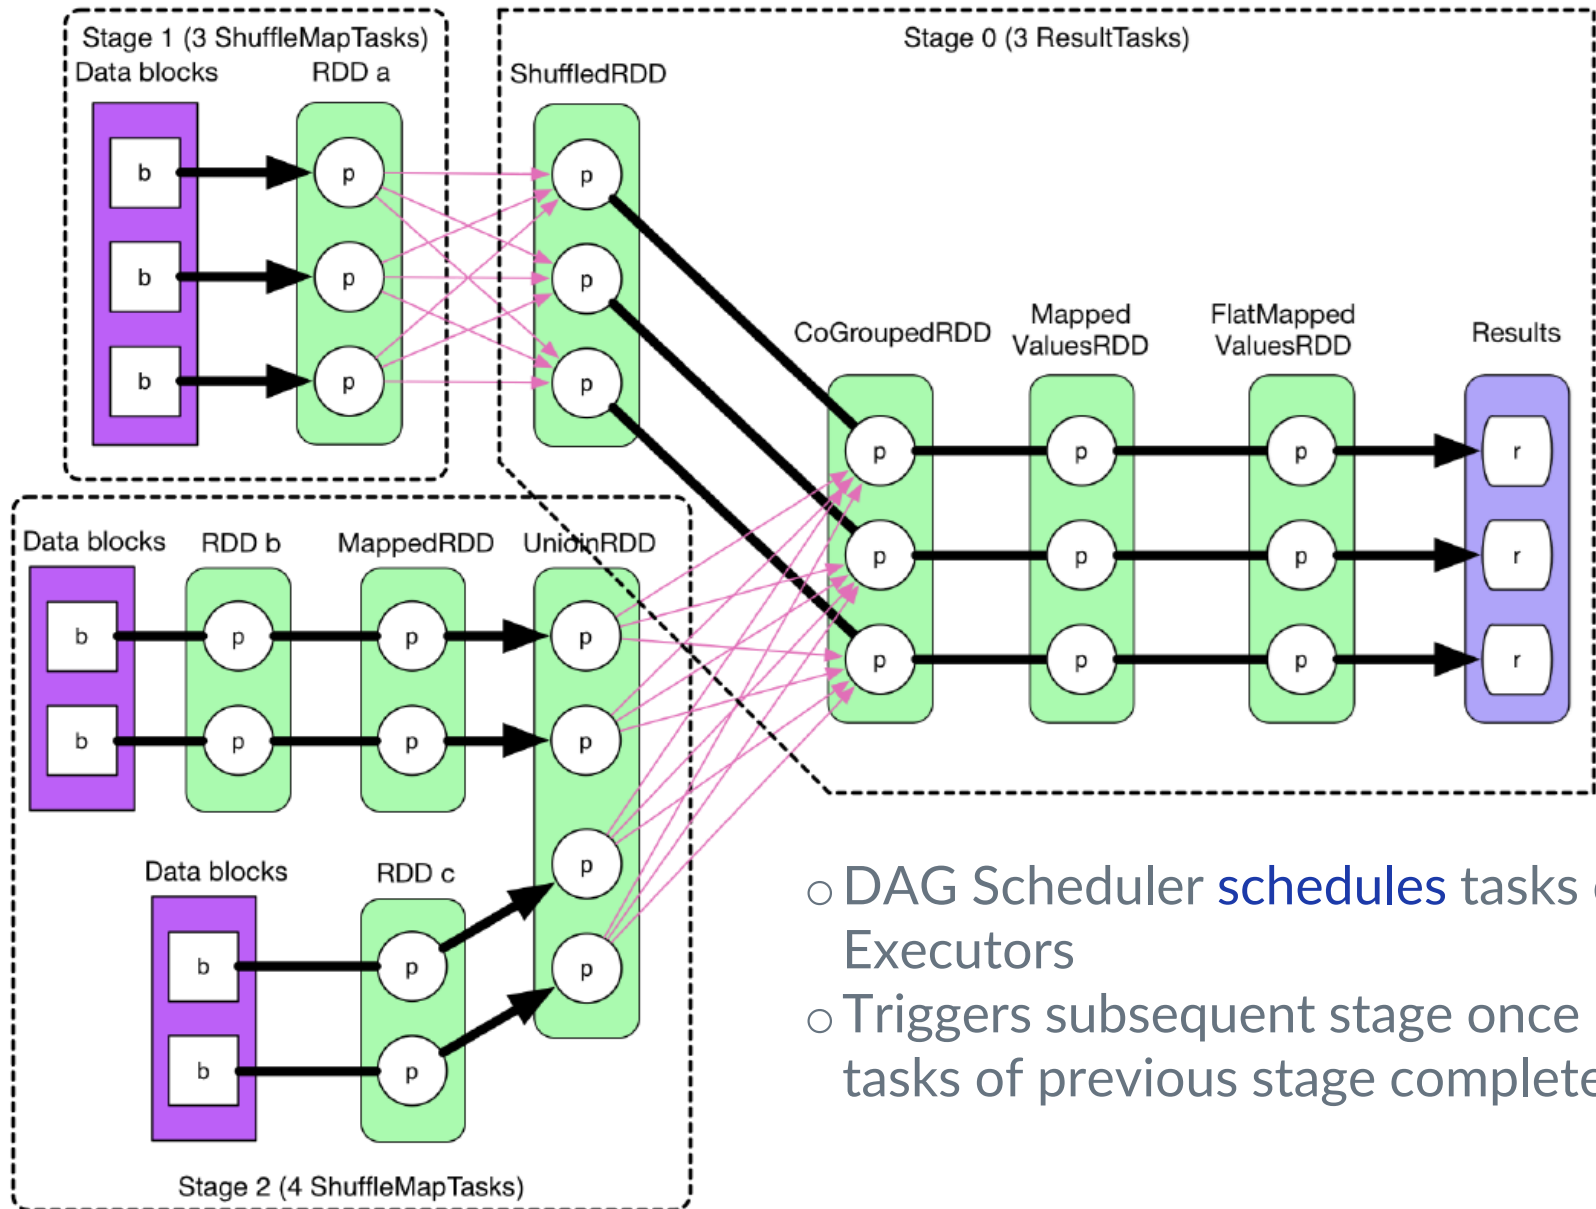 Stage 1 (3 ShuffleMapTasks)
Data blocks
RDD a
b
p
b
p
b
p
Stage 0 (3 ResultTasks)
ShuffledRDD
p
p
p
CoGroupedRDD
Mapped
ValuesRDD
FlatMapped
ValuesRDD
Results
p
p
p
r
p
p
p
r
p
p
p
r
Data blocks
RDD b
MappedRDD
UnioinRDD
b
p
p
p
b
p
p
p
Data blocks
RDD c
p
b
p
p
b
p
Stage 2 (4 ShuffleMapTasks)
○ DAG Scheduler schedules tasks
Executors
○ Triggers subsequent stage once
tasks of previous stage complete